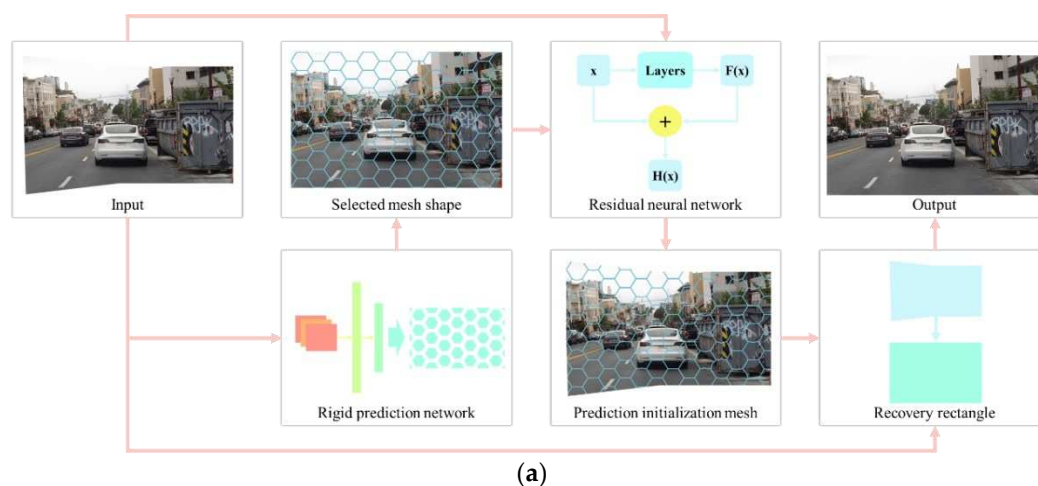 x
Layers
F(x)
+
H(x)
Input
Selected mesh shape
Residual neural network
Output
Rigid prediction network
Prediction initialization mesh
Recovery rectangle
(a)